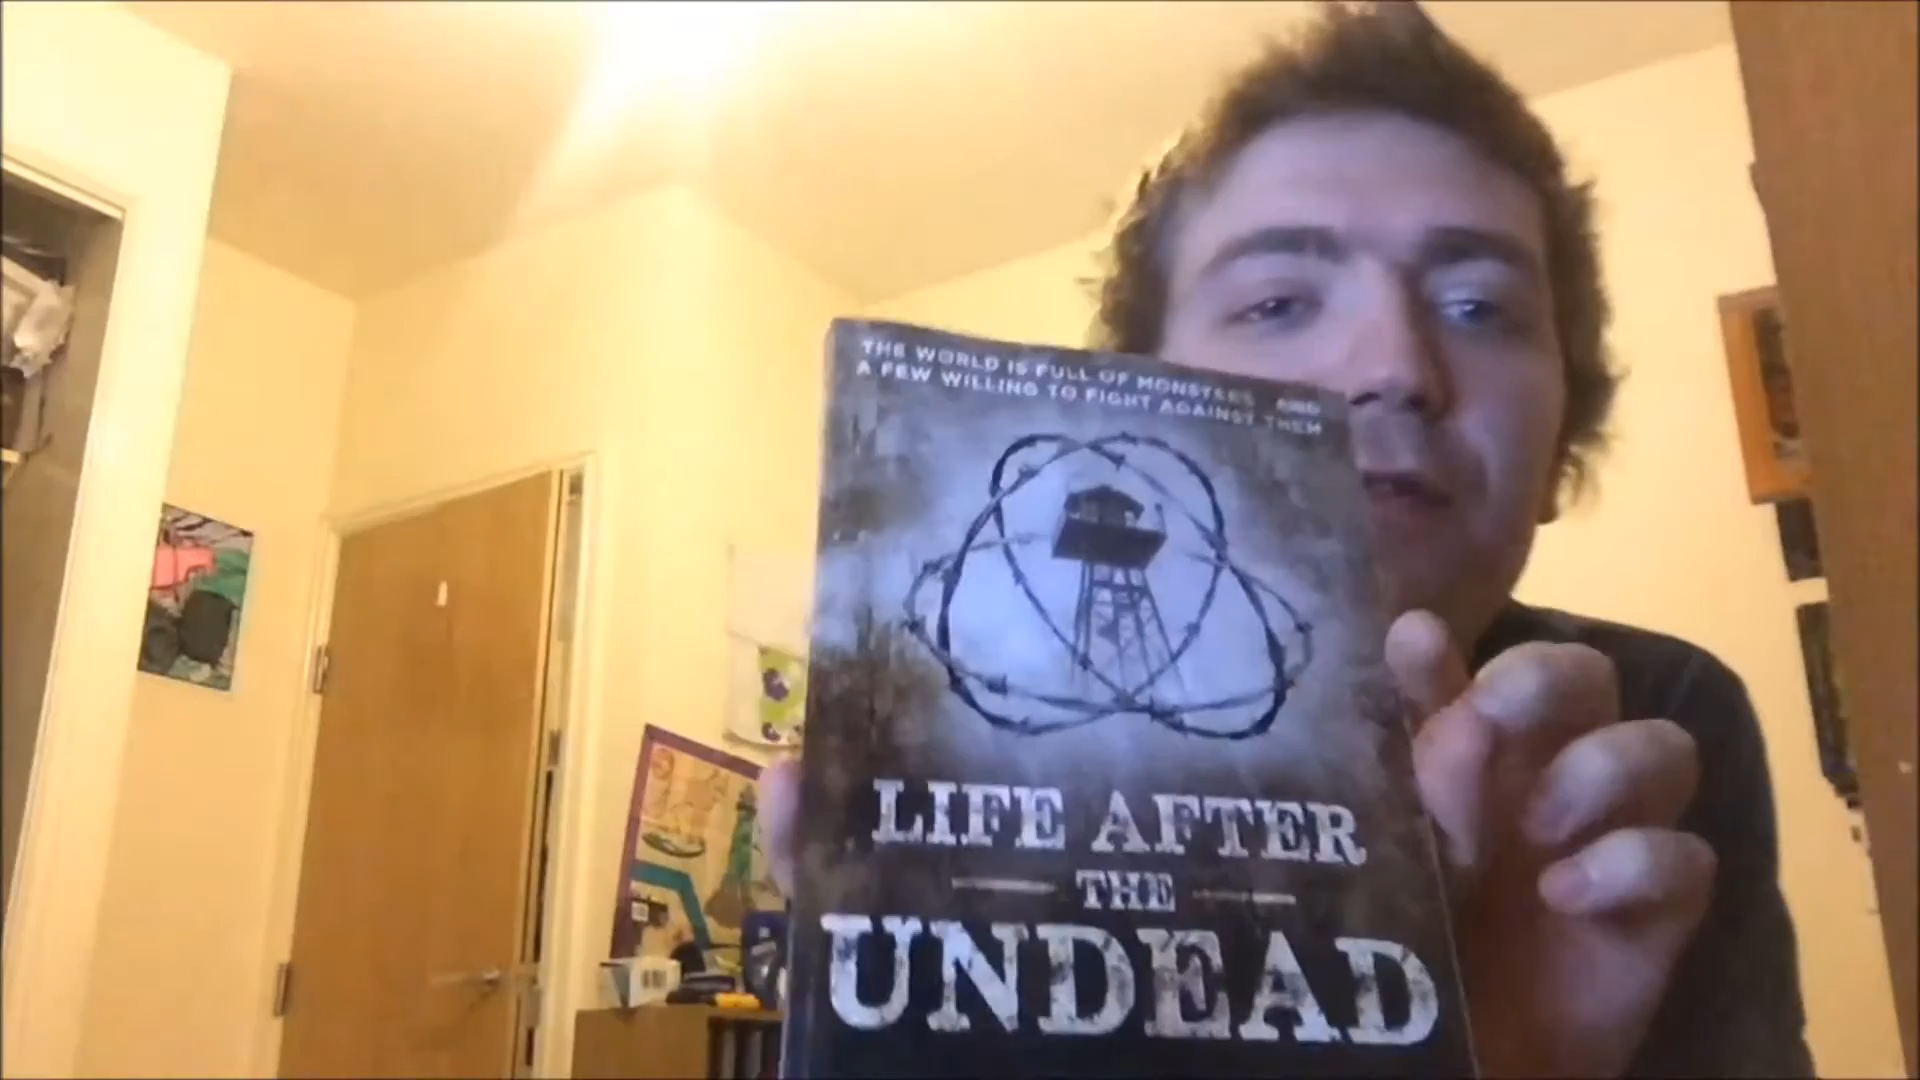 THE WORLD IS FULL OF MONSTERS
A FEW WILLING TO FIGHT AGAINST THEM
LIFE AFTER
THE
UNDEAD